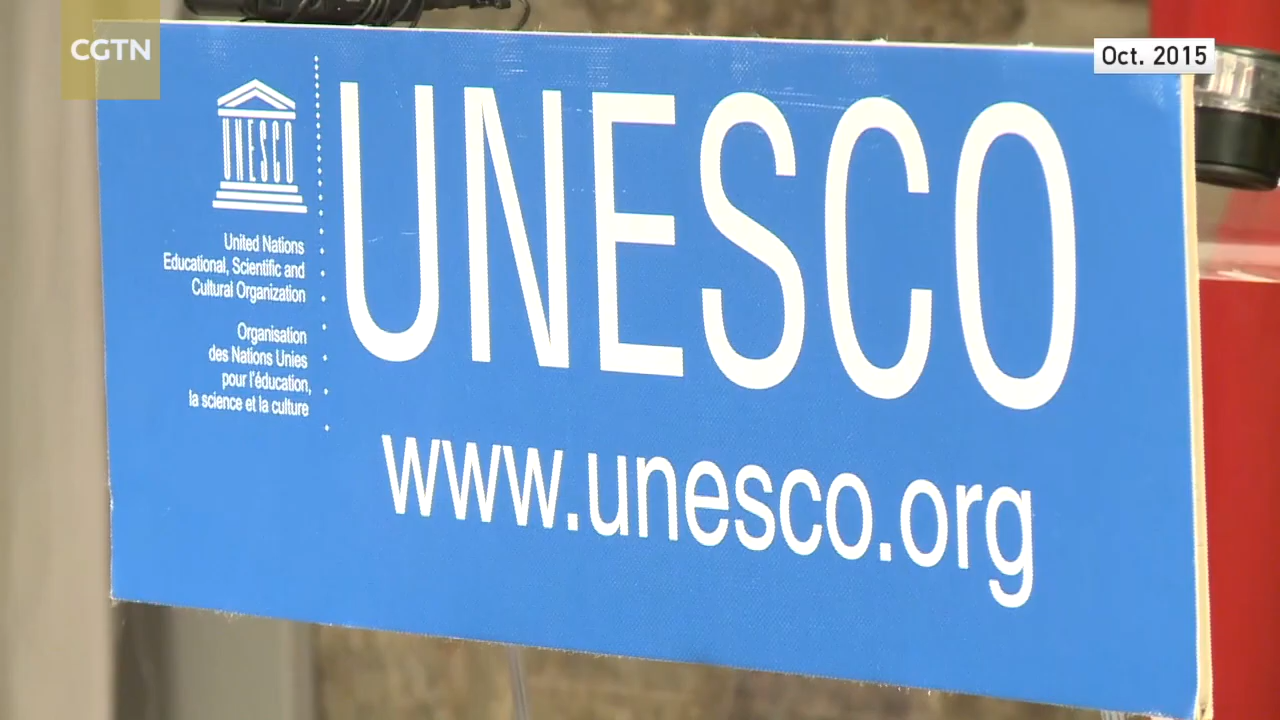 CGTN
Oct. 2015
UNESCO
United Nations
Educational, Scientific and
Cultural Organization
Organisation
des Nations Unies
pour l'éducation,
la science et la culture
UNESCO
www.unesco.org